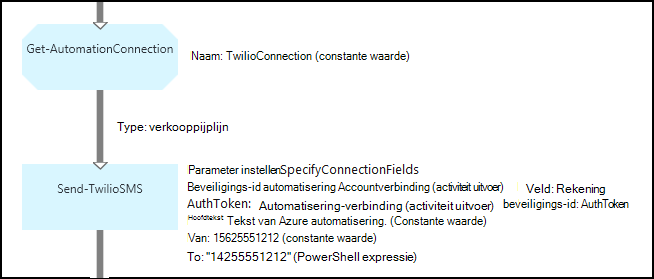 Get-AutomationConnection
Naam: TwilioConnection (constante waarde)
Type: verkooppijplijn
Send-TwilioSMS
Parameter instellenSpecifyConnectionFields
Beveiligings-id automatisering Accountverbinding (activiteit uitvoer) Veld: Rekening
AuthToken: Automatisering-verbinding (activiteit uitvoer) beveiligings-id: AuthToken
Hoofdtekst: Tekst van Azure automatisering. (Constante waarde)
Van: 15625551212 (constante waarde)
To: "14255551212" (PowerShell expressie)